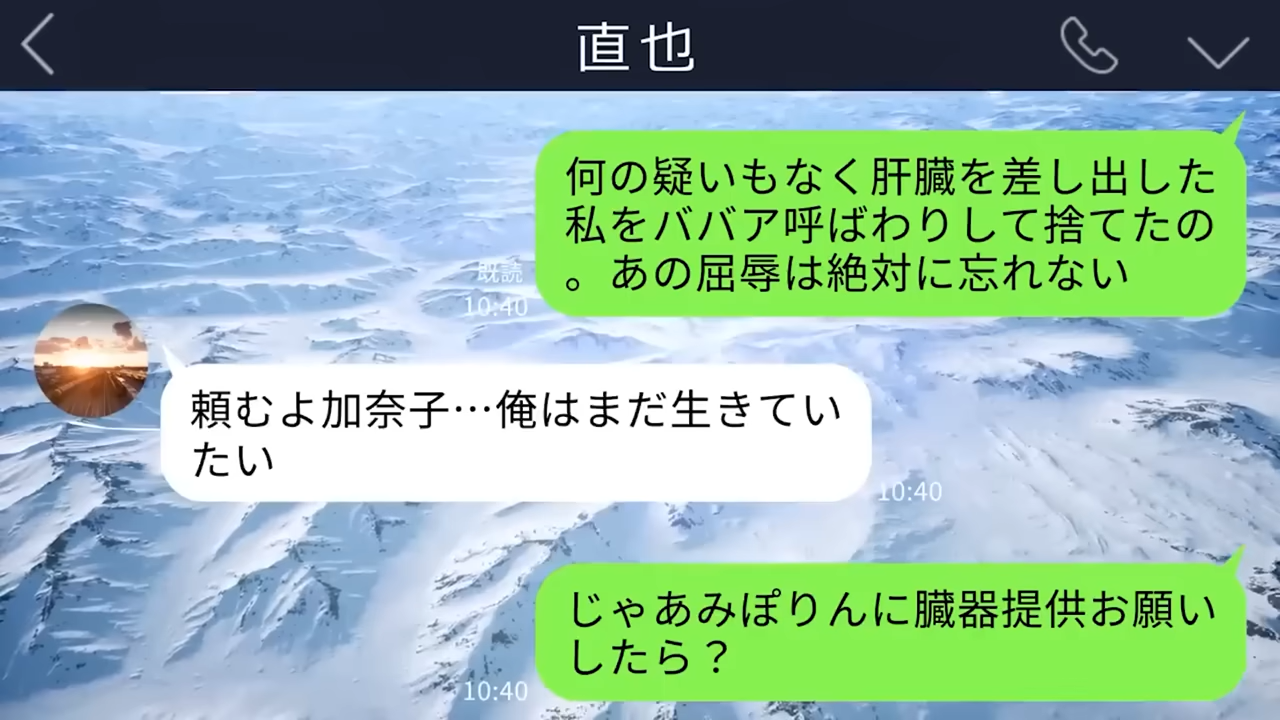 直也
何の疑いもなく肝臓を差し出した
私をババア呼ばわりして捨てたの
。あの屈辱は絶対に忘れない
既読
10:40
頼むよ加奈子…俺はまだ生きてい
たい
10:40
じゃあみぽりんに臓器提供お願い
したら？
10:40